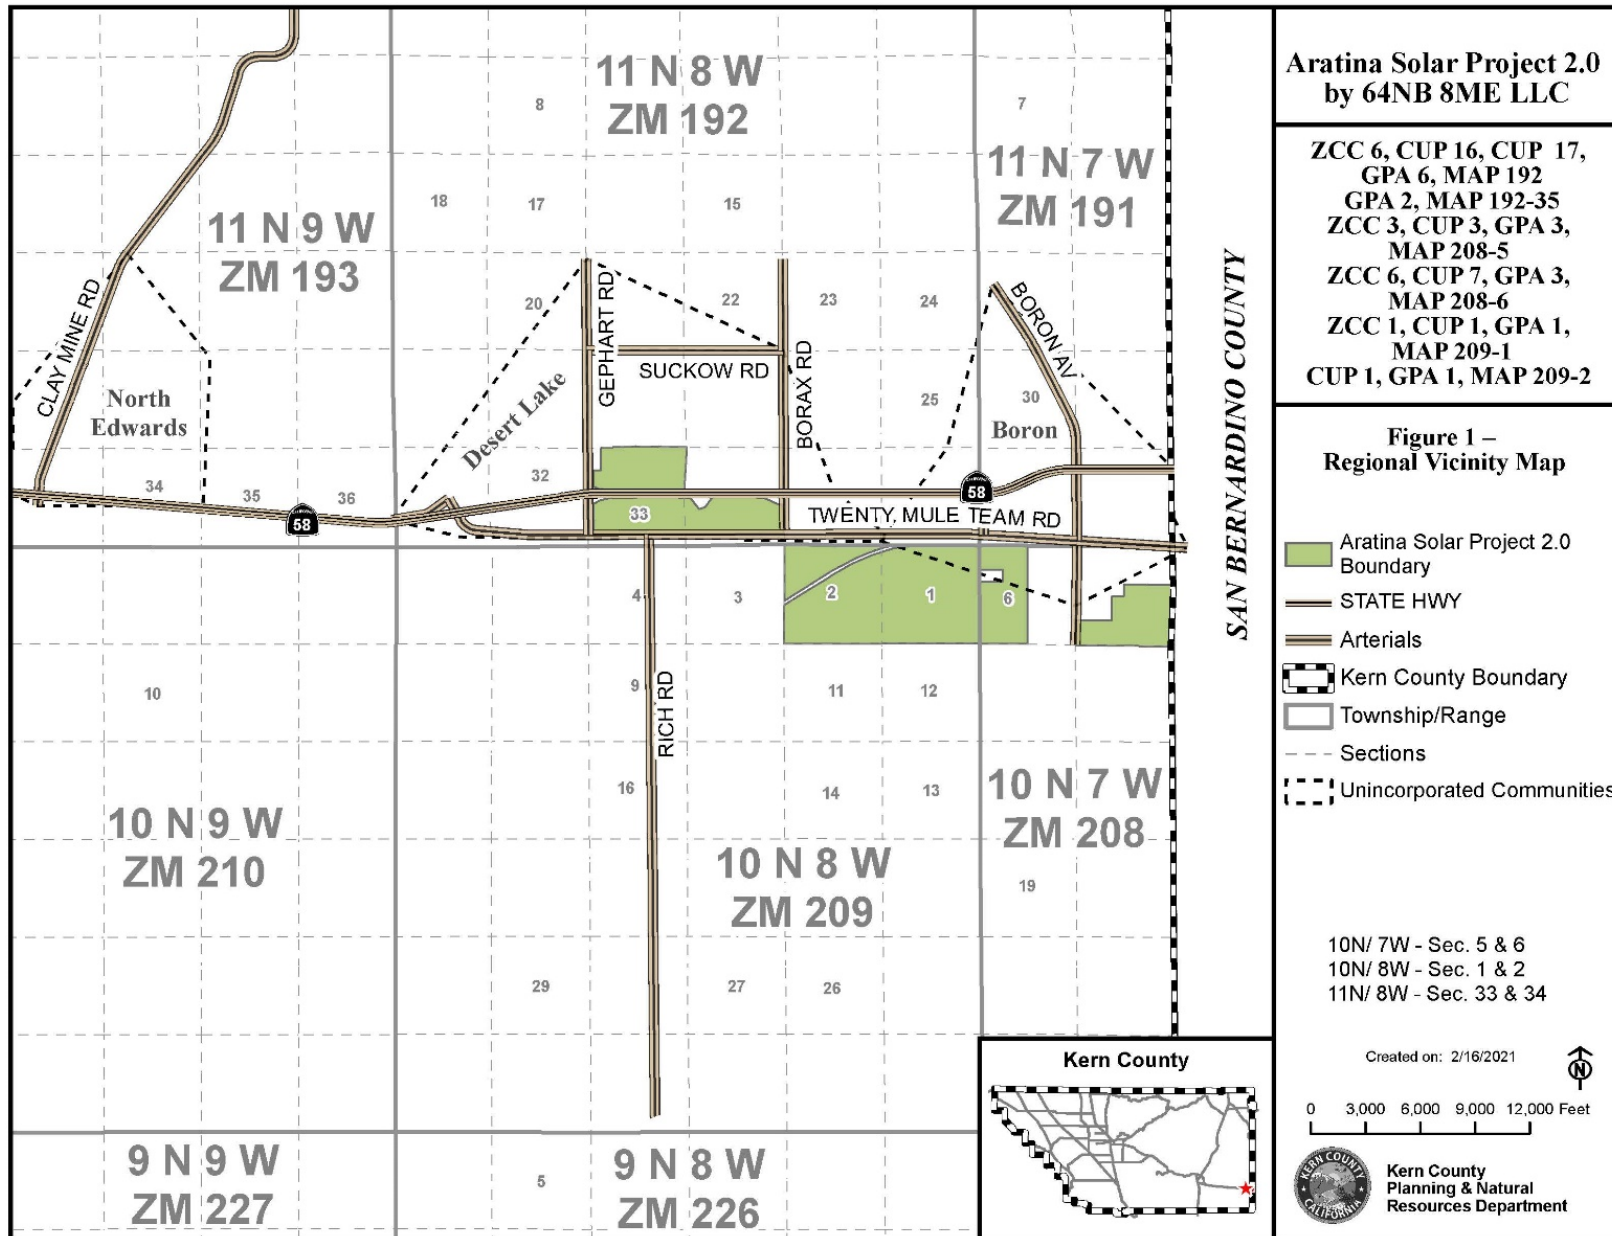 11 N 8 W
ZM 192
8
7
11 N 7 W
ZM 191
18
17
15
11 N 9 W
ZM 193
CLAY MINE RD
North
Edwards
20
GEPHART RD
22
23
24
BORON AV
SUCKOW RD
BORAX RD
Desert Lake
25
30
Boron
34
35
36
32
58
58
33
TWENTY MULE TEAM RD
4
3
2
1
6
10
9
RICH RD
11
12
16
14
13
10 N 7 W
ZM 208
10 N 9 W
ZM 210
10 N 8 W
ZM 209
19
29
27
26
9 N 9 W
ZM 227
5
9 N 8 W
ZM 226
SAN BERNARDINO COUNTY
Kern County
Aratina Solar Project 2.0
by 64NB 8ME LLC
ZCC 6, CUP 16, CUP 17,
GPA 6, MAP 192
GPA 2, MAP 192-35
ZCC 3, CUP 3, GPA 3,
MAP 208-5
ZCC 6, CUP 7, GPA 3,
MAP 208-6
ZCC 1, CUP 1, GPA 1,
MAP 209-1
CUP 1, GPA 1, MAP 209-2
Figure 1 –
Regional Vicinity Map
Aratina Solar Project 2.0
Boundary
STATE HWY
Arterials
Kern County Boundary
Township/Range
Sections
Unincorporated Communities
10N/ 7W - Sec. 5 & 6
10N/ 8W - Sec. 1 & 2
11N/ 8W - Sec. 33 & 34
Created on: 2/16/2021
N
0 3,000 6,000 9,000 12,000 Feet
KERN COUNTY
CALIFORNIA
Kern County
Planning & Natural
Resources Department